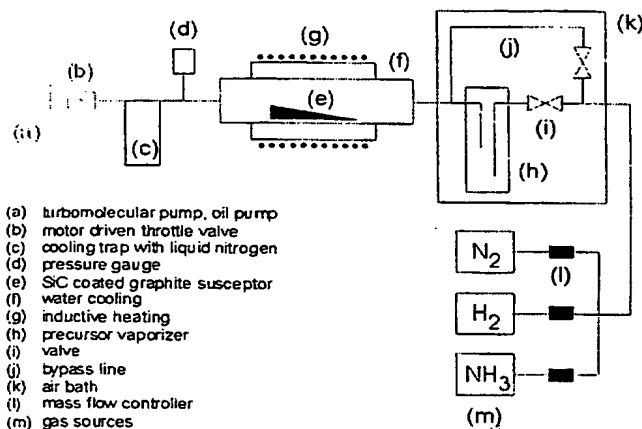 (d)
(g)
(k)
(f)
(j)
(b)
(e)
(a)
(c)
(i)
(h)
(a) turbomolecular pump, oil pump
(b) motor driven throttle valve
(c) cooling trap with liquid nitrogen
(d) pressure gauge
(e) SiC coated graphite susceptor
(f) water cooling
(g) inductive heating
(h) precursor vaporizer
(i) valve
(j) bypass line
(k) air bath
(l) mass flow controller
(m) gas sources
N2
(l)
H2
NH3
(m)